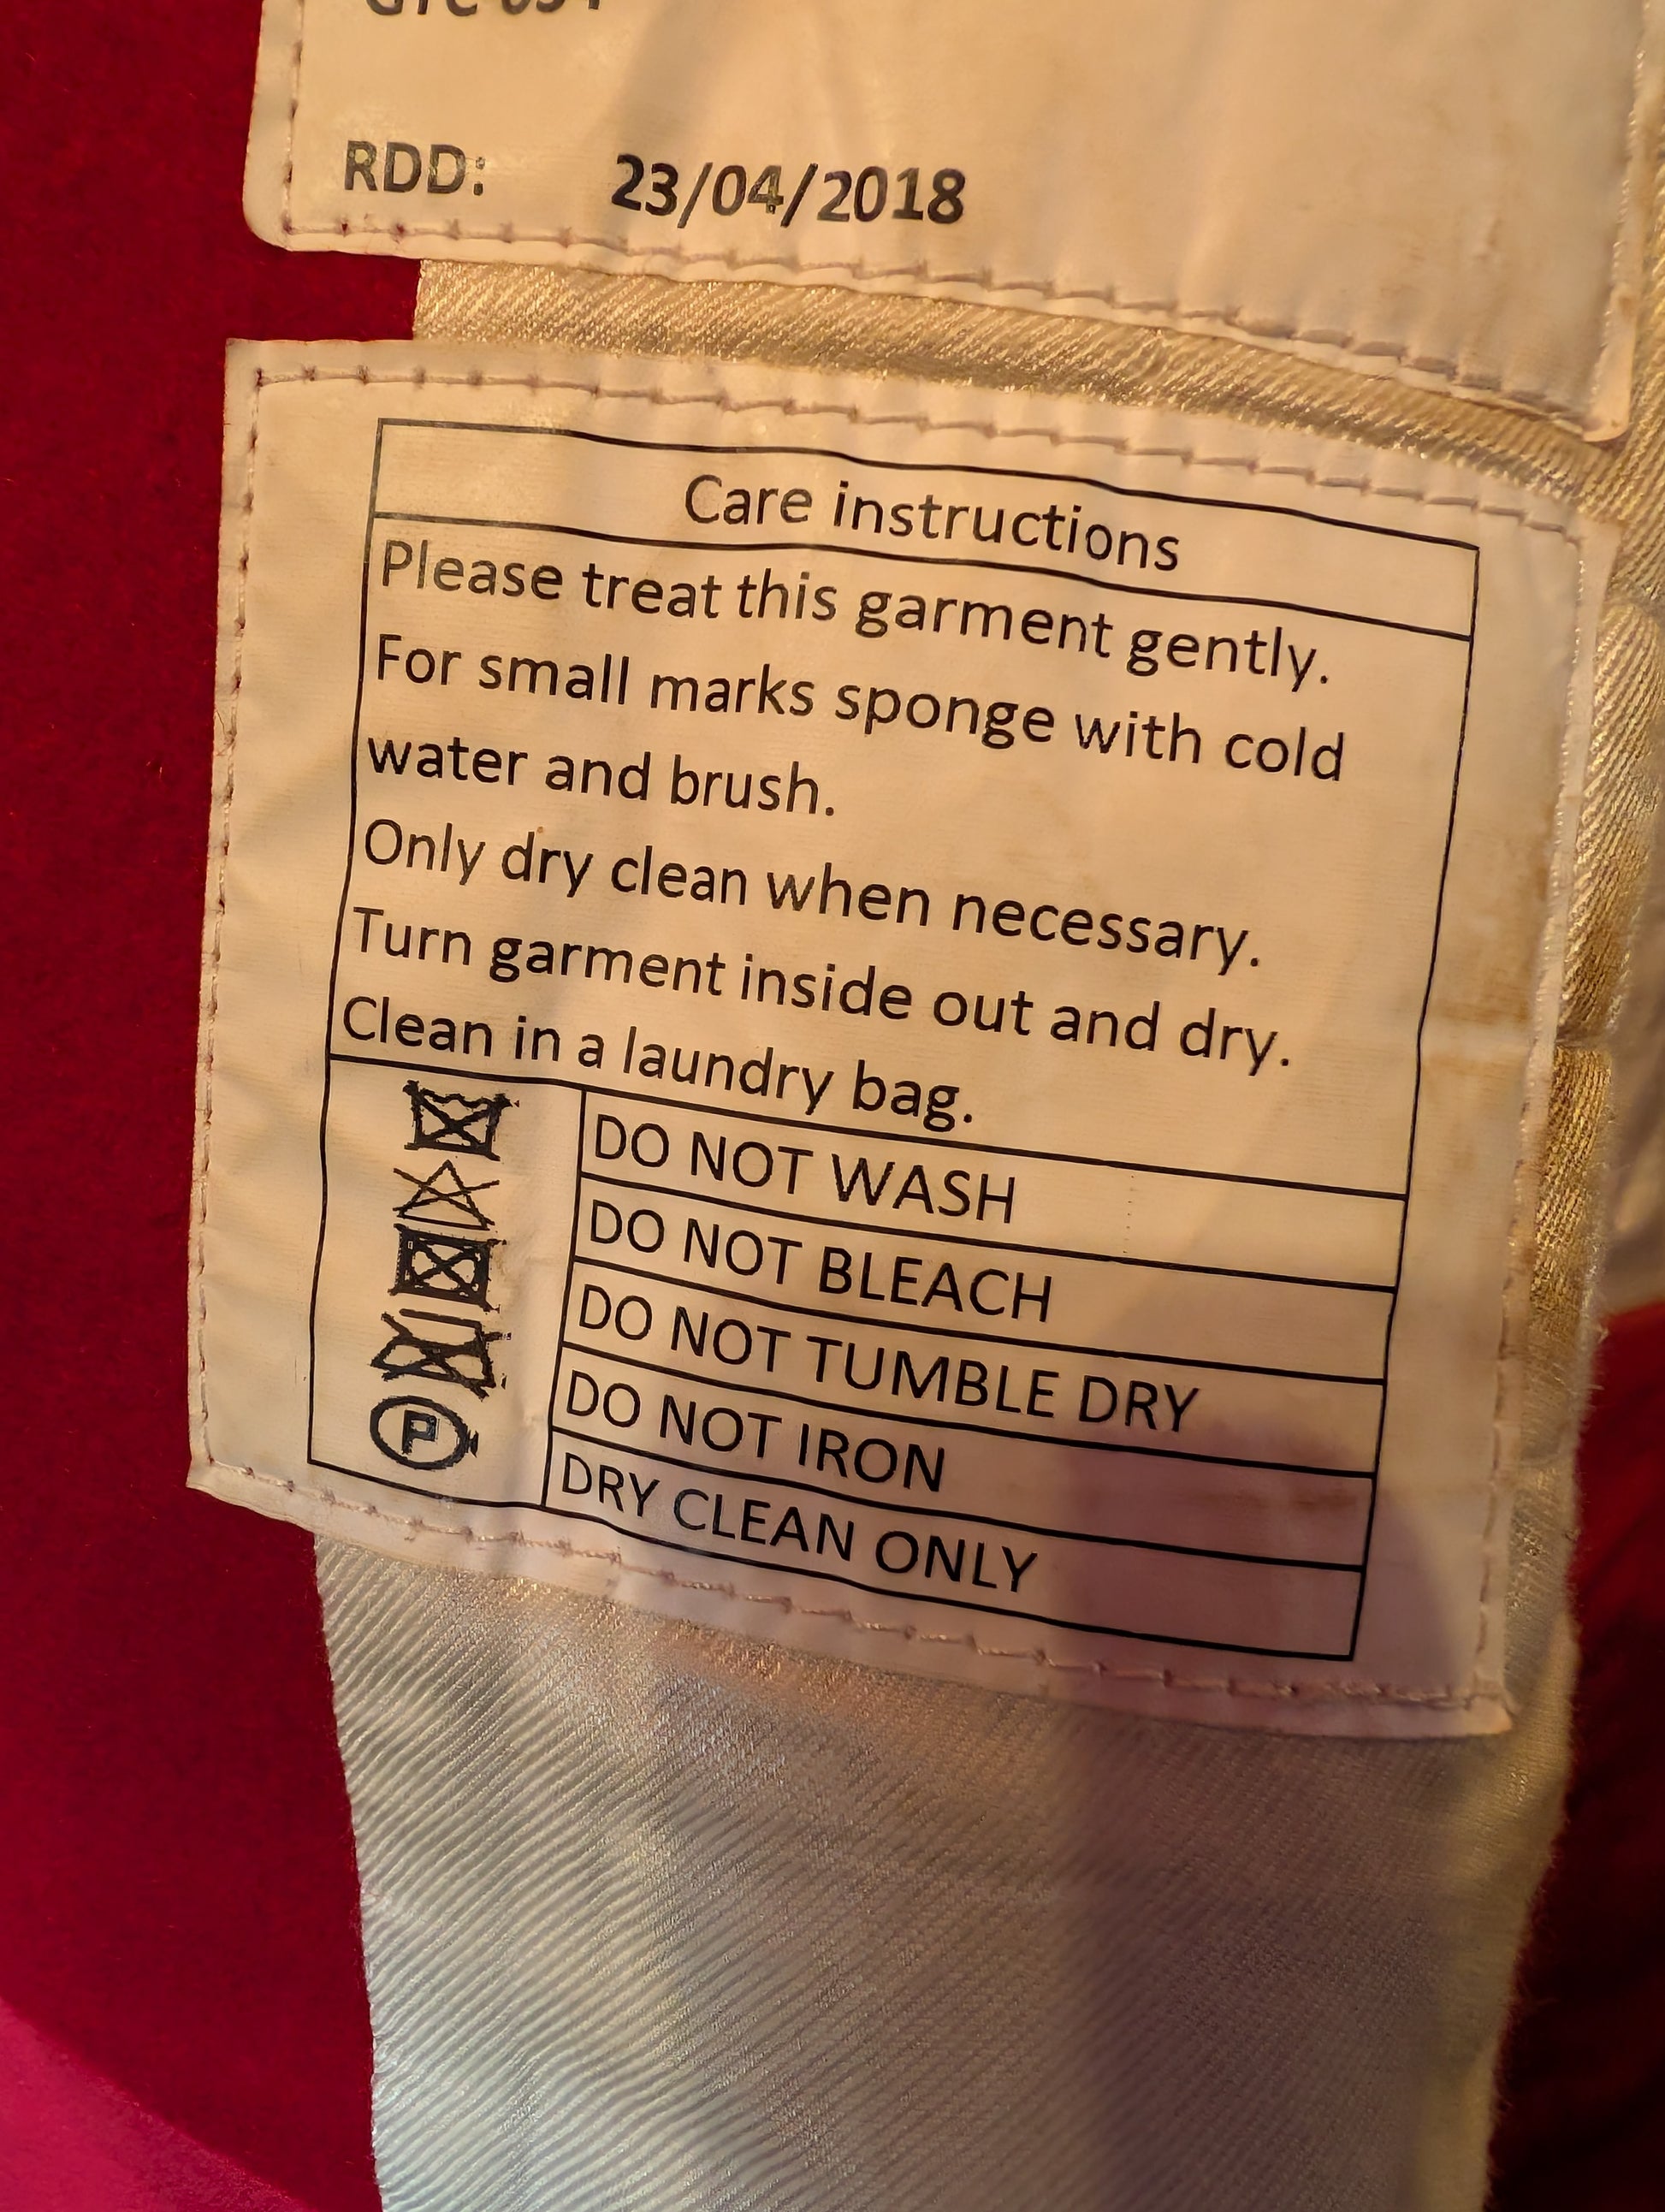 RDD: 23/04/2018
Care instructions
Please treat this garment gently.
For small marks sponge with cold
water and brush.
Only dry clean when necessary.
Turn garment inside out and dry.
Clean in a laundry bag.
DO NOT WASH
DO NOT BLEACH
DO NOT TUMBLE DRY
DO NOT IRON
P DRY CLEAN ONLY